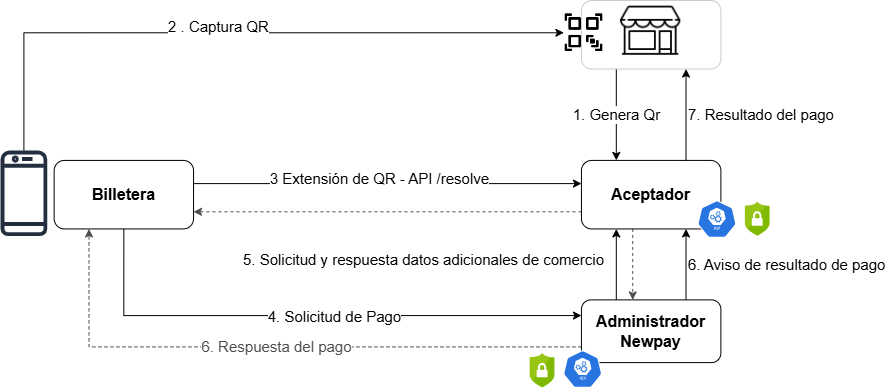 2 . Captura QR
1. Genera Qr
7. Resultado del pago
Billetera
3 Extensión de QR - API /resolve
Aceptador
5. Solicitud y respuesta datos adicionales de comercio
6. Aviso de resultado de pago
4. Solicitud de Pago
Administrador
Newpay
6. Respuesta del pago